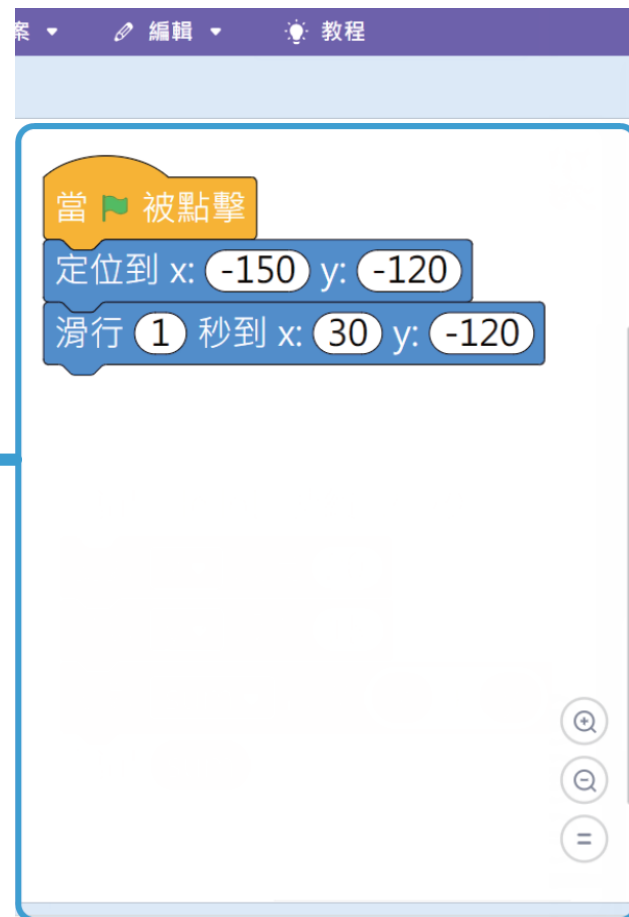 案 編輯 教程
當 被點擊
定位到 x: -150 y: -120
滑行 1 秒到 x: 30 y: -120